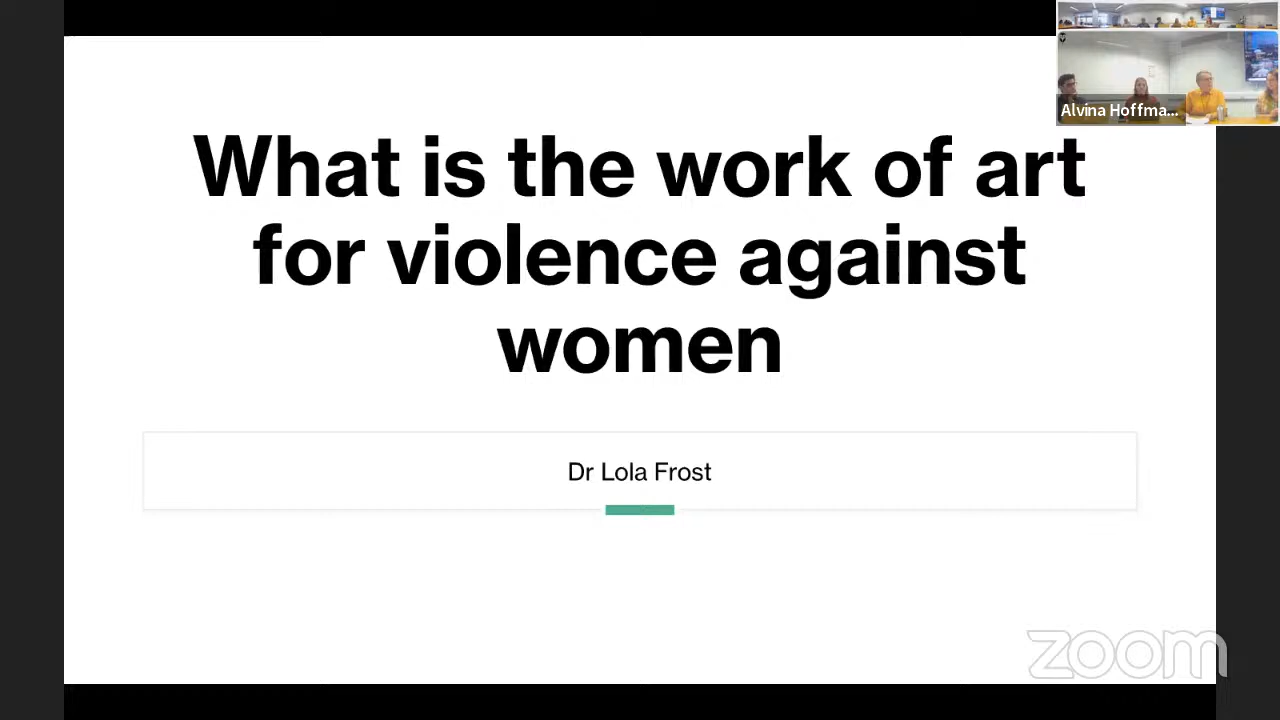 Alvina Hoffma...
What is the work of art
for violence against
women
Dr Lola Frost
zoom